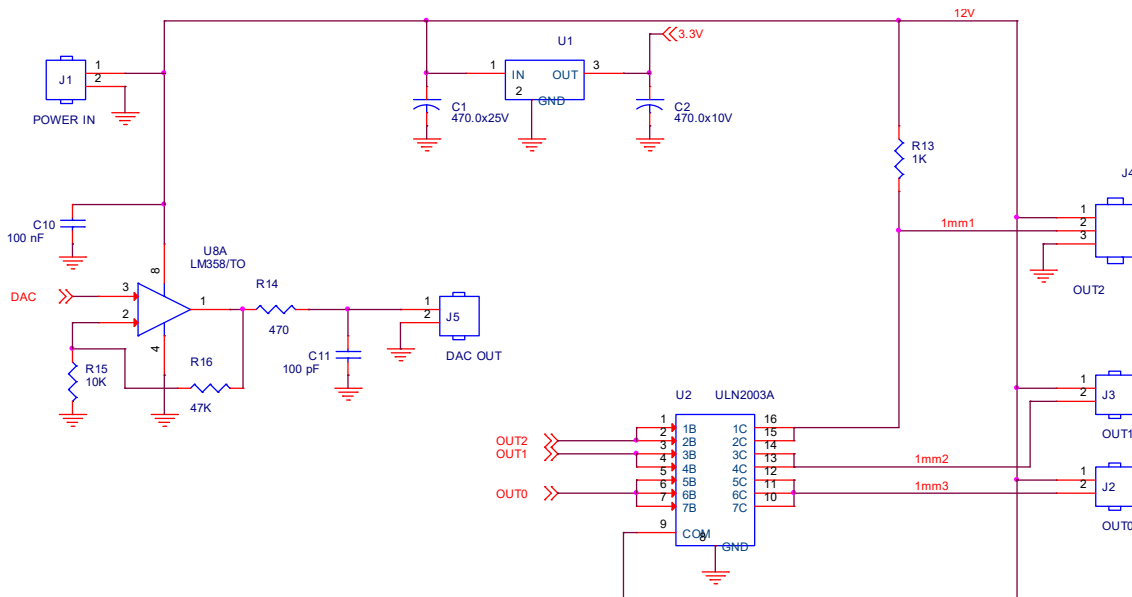 12V
U1
3.3V
J1
1
2
POWER IN
1
IN
OUT
3
2
GND
C1
470.0x25V
C2
470.0x10V
R13
1K
J4
1mm1
1
2
3
OUT2
C10
100 nF
U8A
LM358/TO
8
R14
DAC
3
2
1
470
1
2
J5
DAC OUT
4
R16
C11
100 pF
R15
10K
47K
U2
ULN2003A
1
2
3
4
5
6
7
1B
2B
3B
4B
5B
6B
7B
1C
2C
3C
4C
5C
6C
7C
16
15
14
13
12
11
10
OUT2
OUT1
OUT0
9
COM
8
GND
1mm2
1mm3
1
2
J3
OUT1
1
2
J2
OUT0